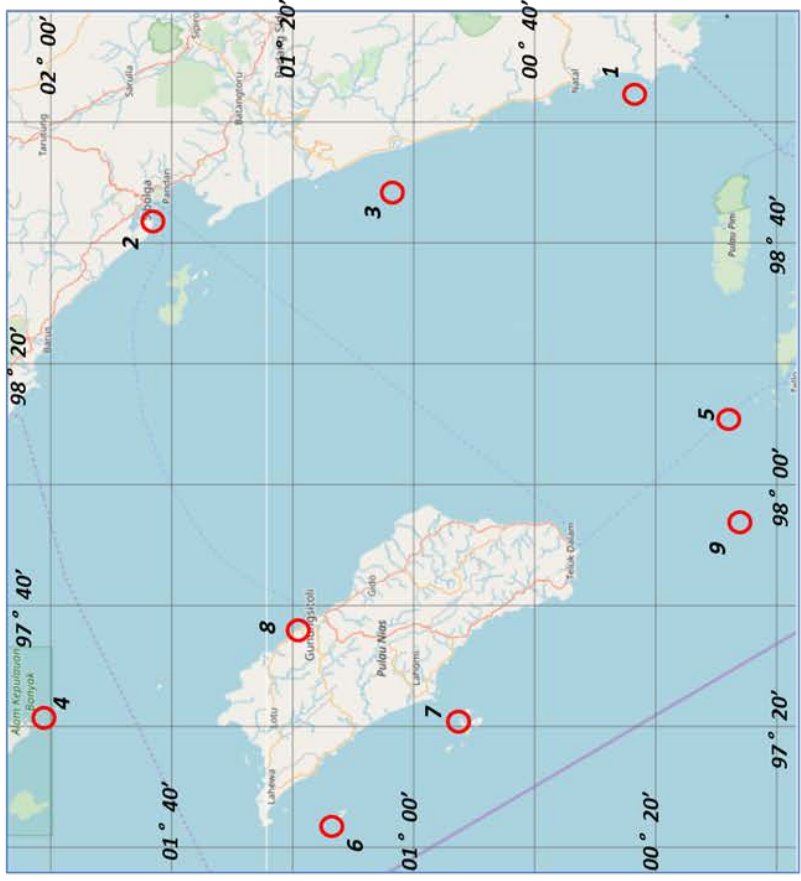 97° 40'
98° 20'
Alam Kepulauan
Banyak
02° 00'
Tarutung
Barus
4
Sarulla
2
Sibolga
Pandan
01° 40'
Batangtoru
8
Lahewa
Lotu
Padang Sid
01° 20'
Gunungsitoli
6
Gido
3
Pulau Nias
01° 00'
Lahomi
7
00° 40'
Teluk Dalam
Natal
1
00° 20'
5
9
Pulau Pini
97° 20'
98° 00'
98° 40'